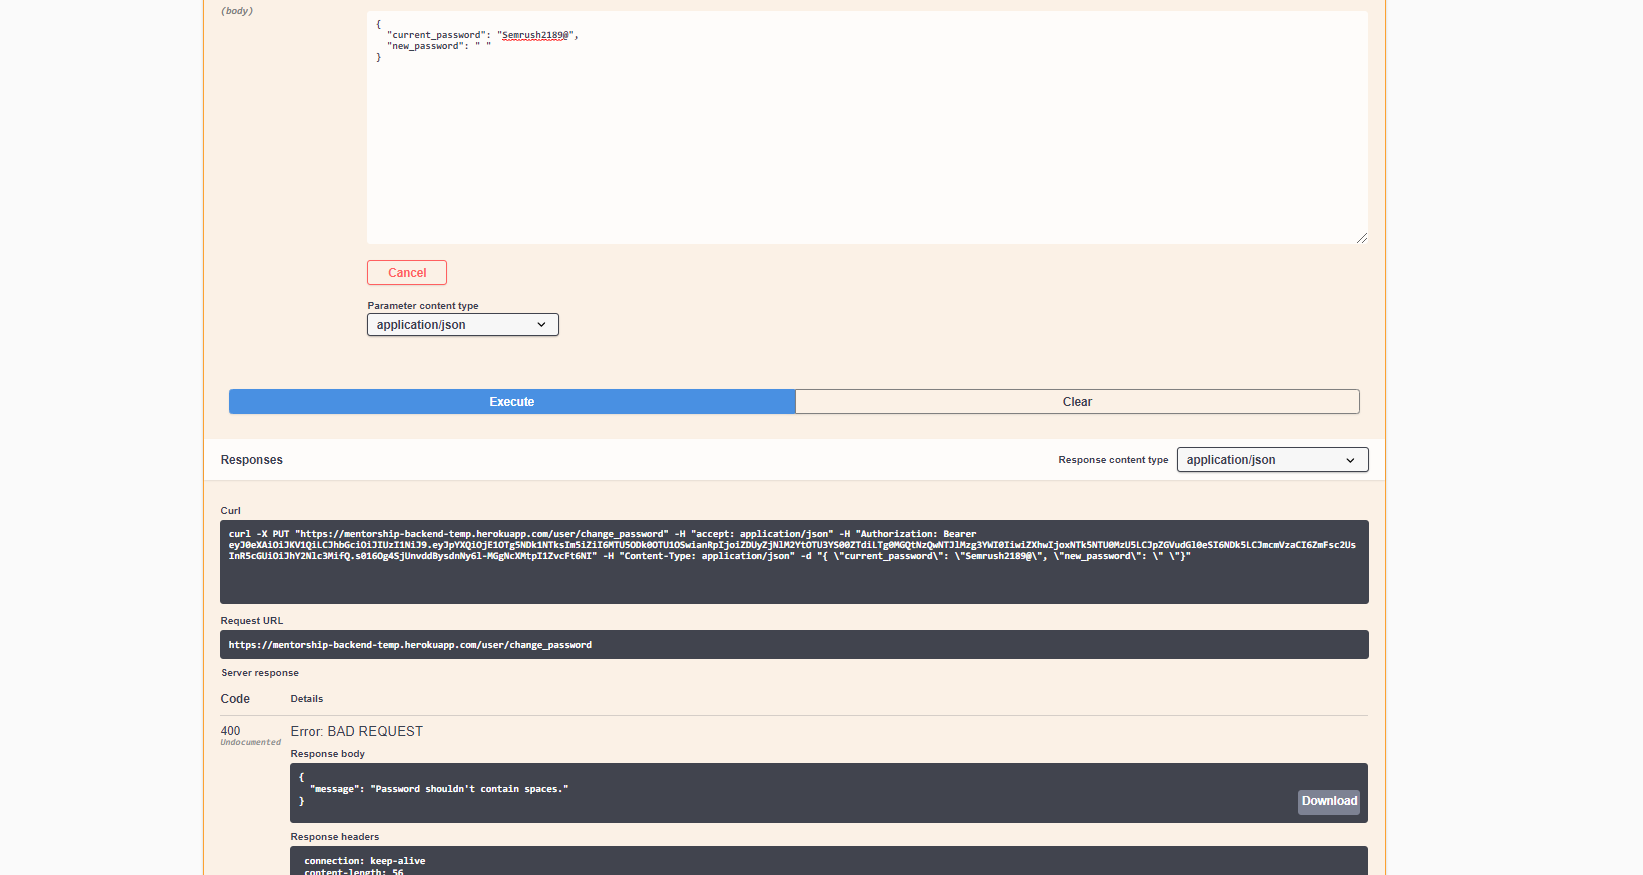 (body)
{
"current_password": "Semrush2189@",
"new_password": " "
}
Cancel
Parameter content type
application/json
Execute
Clear
Responses
Response content type
application/json
Curl
curl -X PUT "https://mentorship-backend-temp.herokuapp.com/user/change_password" -H "accept: application/json" -H "Authorization: Bearer
InR5cGUiOiJhY2Nlc3MifQ.s016Og4SjUnvddBysdnNy6l-MGgNcXMtpI1ZvcFt6NI" -H "Content-Type: application/json" -d "{ \"current_password\": \"Semrush2189@\", \"new_password\": \" \"}"
Request URL
https://mentorship-backend-temp.herokuapp.com/user/change_password
Server response
Code
Details
400
Undocumented
Error: BAD REQUEST
Response body
{
"message": "Password shouldn't contain spaces."
}
Download
Response headers
connection: keep-alive
content-length: 56